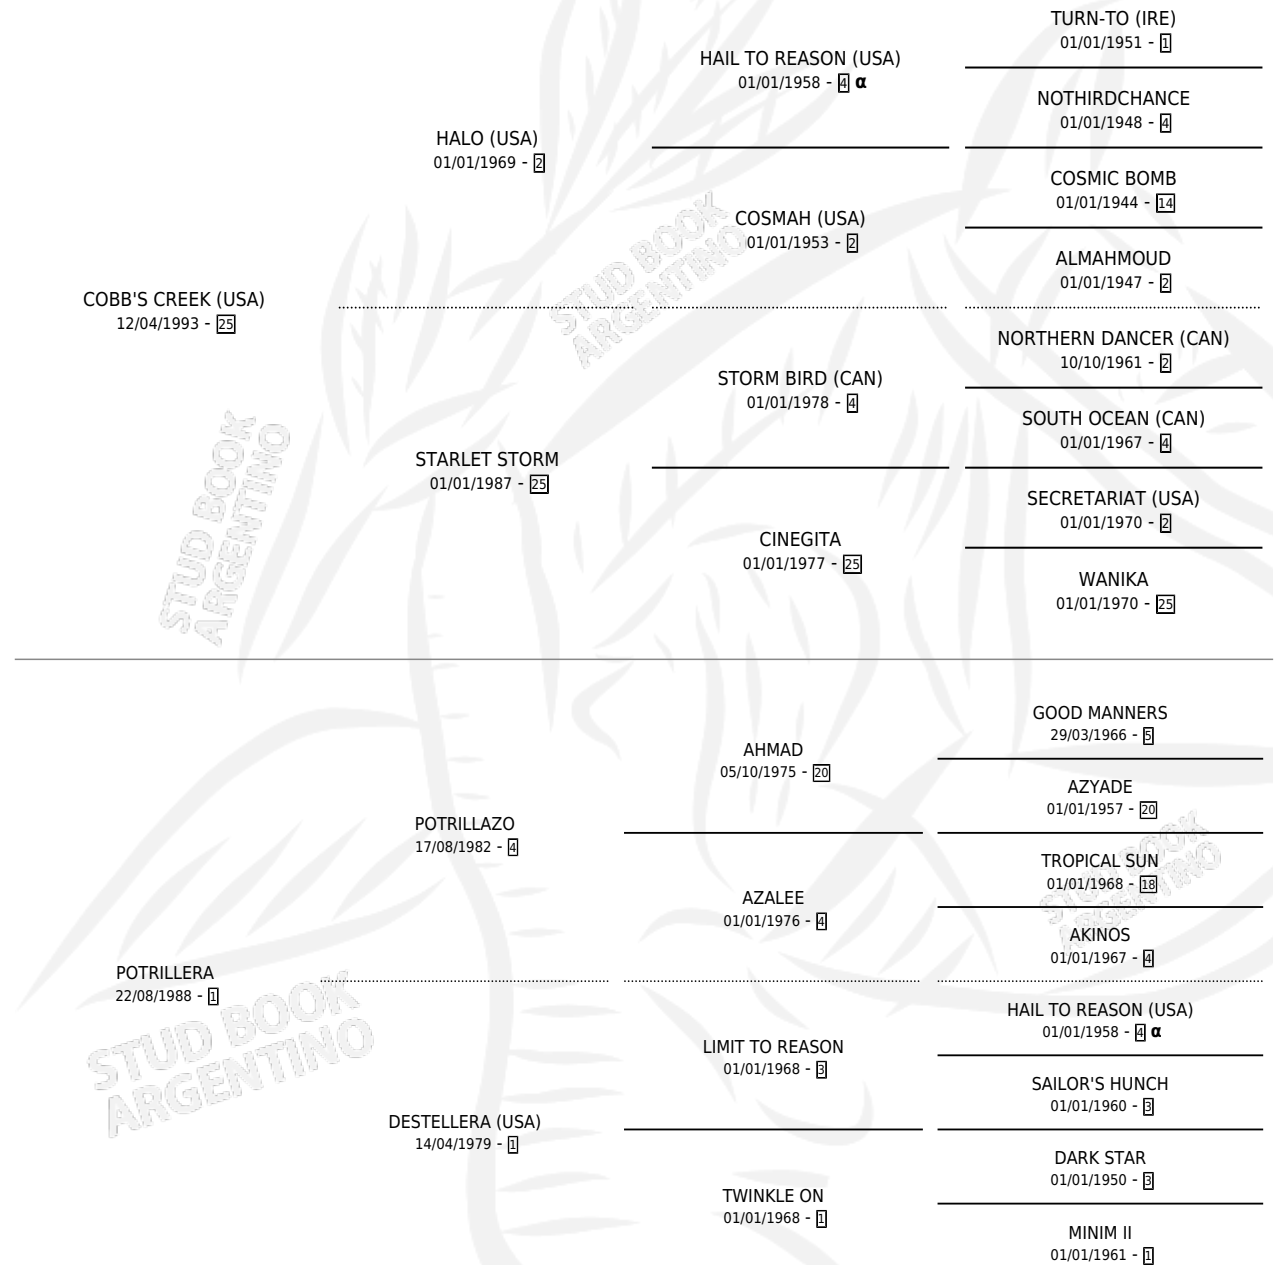 TURN-TO (IRE)
01/01/1951 - 1
HAIL TO REASON (USA)
01/01/1958 - 4 α
NOTHIRDCHANCE
01/01/1948 - 4
HALO (USA)
01/01/1969 - 2
COSMIC BOMB
01/01/1944 - 14
COSMAH (USA)
01/01/1953 - 2
ALMAHMOUD
01/01/1947 - 2
COBB'S CREEK (USA)
12/04/1993 - 25
NORTHERN DANCER (CAN)
10/10/1961 - 2
STORM BIRD (CAN)
01/01/1978 - 4
SOUTH OCEAN (CAN)
01/01/1967 - 4
STARLET STORM
01/01/1987 - 25
SECRETARIAT (USA)
01/01/1970 - 2
CINEGITA
01/01/1977 - 25
WANIKA
01/01/1970 - 25
GOOD MANNERS
29/03/1966 - 5
AHMAD
05/10/1975 - 20
AZYADE
01/01/1957 - 20
POTRILLAZO
17/08/1982 - 4
TROPICAL SUN
01/01/1968 - 18
AZALEE
01/01/1976 - 4
AKINOS
01/01/1967 - 4
POTRILLERA
22/08/1988 - 1
HAIL TO REASON (USA)
01/01/1958 - 4 α
LIMIT TO REASON
01/01/1968 - 3
SAILOR'S HUNCH
01/01/1960 - 3
DESTELLERA (USA)
14/04/1979 - 1
DARK STAR
01/01/1950 - 3
TWINKLE ON
01/01/1968 - 1
MINIM II
01/01/1961 - 1
STUD BOOK
ARGENTINO
STUD BOOK
ARGENTINO
STUD BOOK
ARGENTINO
STUD BOOK
ARGENTINO